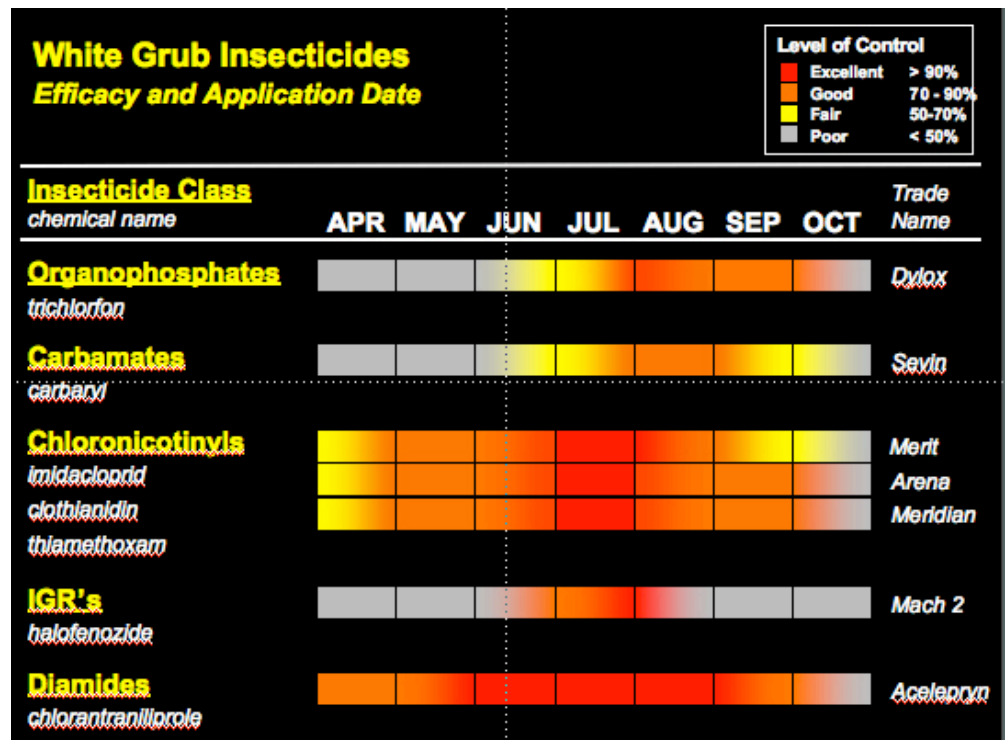 White Grub Insecticides
Efficacy and Application Date
Level of Control
Excellent > 90%
Good 70 - 90%
Fair 50-70%
Poor < 50%
Insecticide Class
chemical name
APR MAY JUN JUL AUG SEP OCT
Trade
Name
Organophosphates
Dylox
trichlorfon
Carbamates
Sevin
carbaryl
Chloronicotinyls
Merit
imidacloprid
Arena
clothianidin
Meridian
thiamethoxam
IGR's
Mach 2
halofenozide
Diamides
Acelepryn
chlorantraniliprole